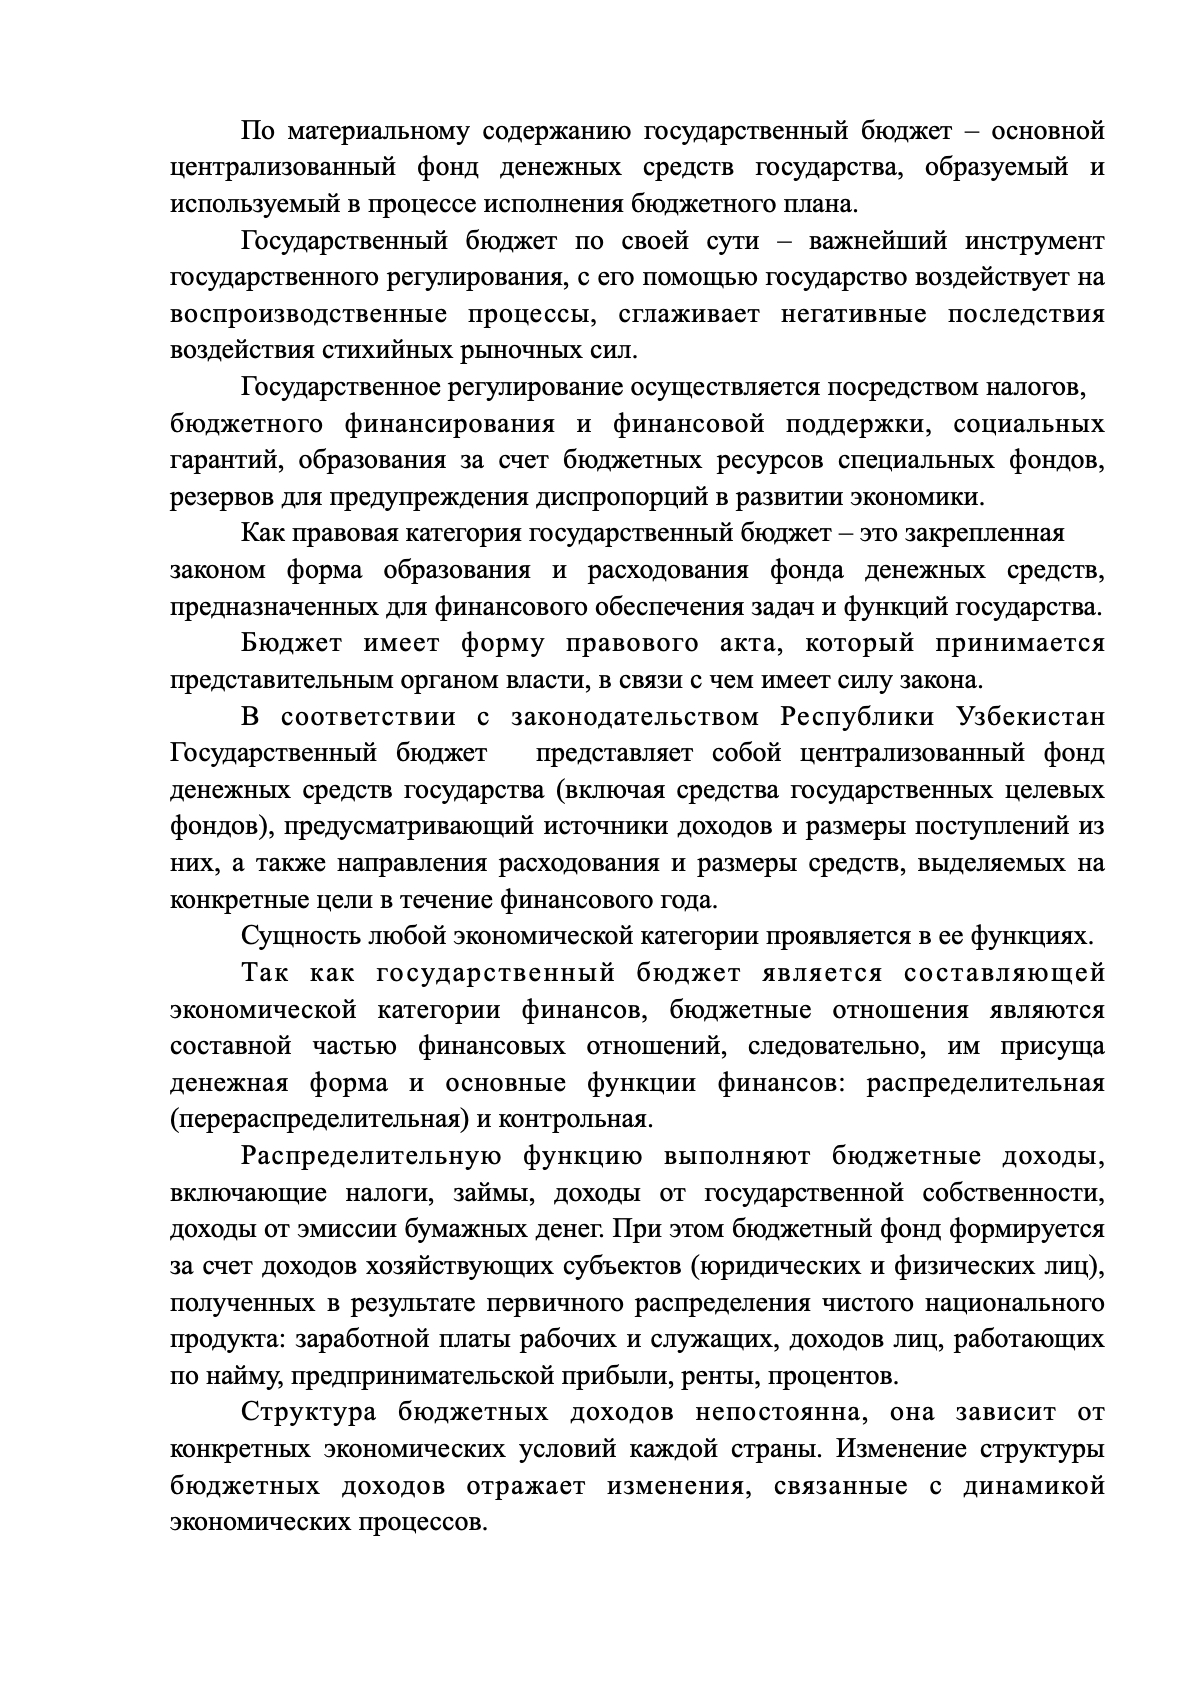 По материальному содержанию государственный бюджет – основной
централизованный фонд денежных средств государства, образуемый и
используемый в процессе исполнения бюджетного плана.
Государственный бюджет по своей сути – важнейший инструмент
государственного регулирования, с его помощью государство воздействует на
воспроизводственные процессы, сглаживает негативные последствия
воздействия стихийных рыночных сил.
Государственное регулирование осуществляется посредством налогов,
бюджетного финансирования и финансовой поддержки, социальных
гарантий, образования за счет бюджетных ресурсов специальных фондов,
резервов для предупреждения диспропорций в развитии экономики.
Как правовая категория государственный бюджет – это закрепленная
законом форма образования и расходования фонда денежных средств,
предназначенных для финансового обеспечения задач и функций государства.
Бюджет имеет форму правового акта, который принимается
представительным органом власти, в связи с чем имеет силу закона.
В соответствии с законодательством Республики Узбекистан
Государственный бюджет представляет собой централизованный фонд
денежных средств государства (включая средства государственных целевых
фондов), предусматривающий источники доходов и размеры поступлений из
них, а также направления расходования и размеры средств, выделяемых на
конкретные цели в течение финансового года.
Сущность любой экономической категории проявляется в ее функциях.
Так как государственный бюджет является составляющей
экономической категории финансов, бюджетные отношения являются
составной частью финансовых отношений, следовательно, им присуща
денежная форма и основные функции финансов: распределительная
(перераспределительная) и контрольная.
Распределительную функцию выполняют бюджетные доходы,
включающие налоги, займы, доходы от государственной собственности,
доходы от эмиссии бумажных денег. При этом бюджетный фонд формируется
за счет доходов хозяйствующих субъектов (юридических и физических лиц),
полученных в результате первичного распределения чистого национального
продукта: заработной платы рабочих и служащих, доходов лиц, работающих
по найму, предпринимательской прибыли, ренты, процентов.
Структура бюджетных доходов непостоянна, она зависит от
конкретных экономических условий каждой страны. Изменение структуры
бюджетных доходов отражает изменения, связанные с динамикой
экономических процессов.